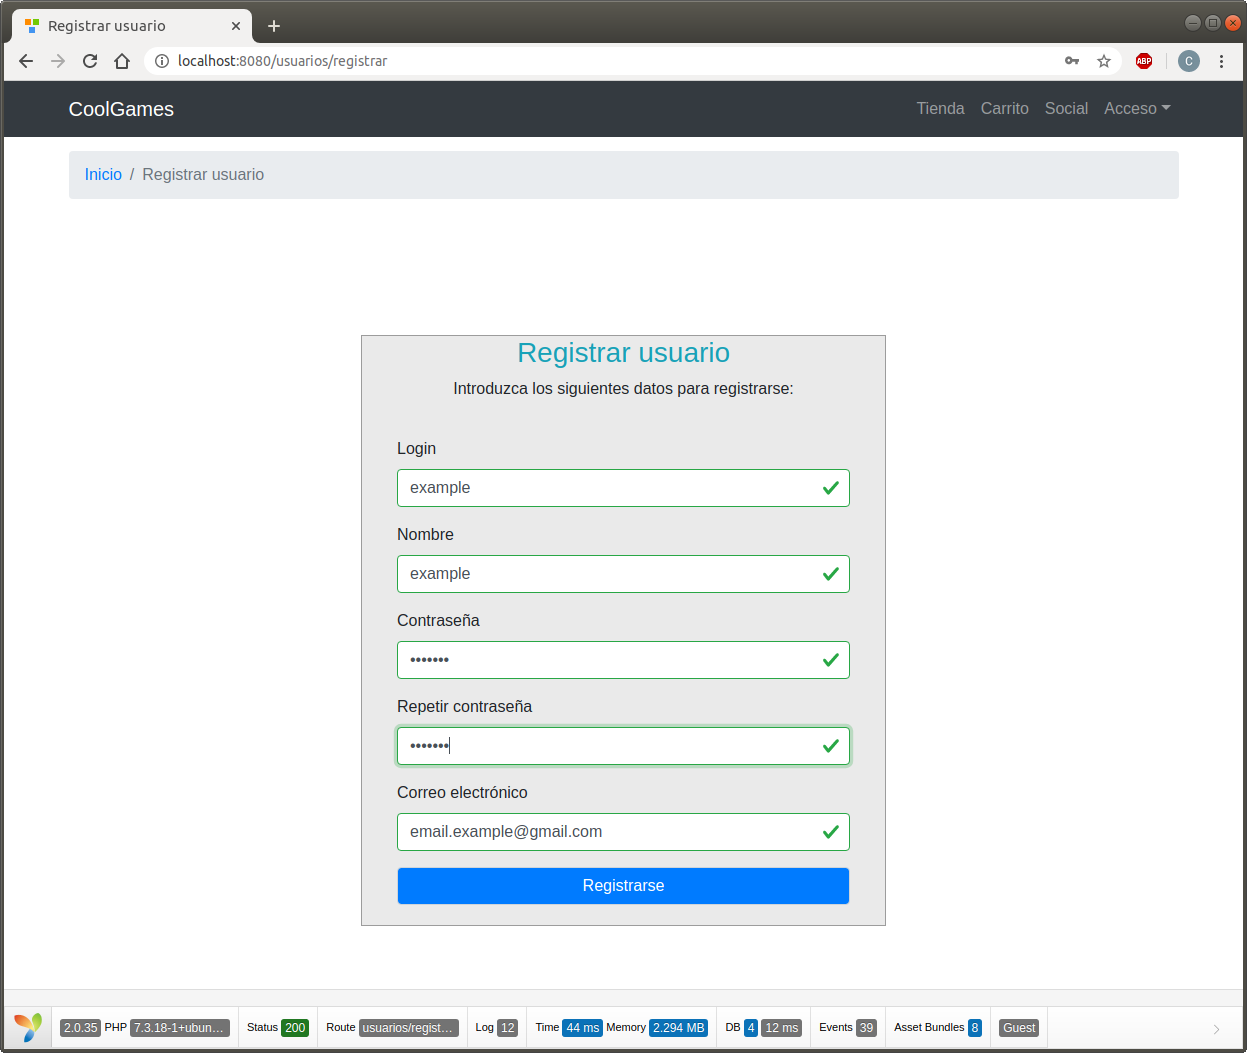 Registrar usuario
localhost:8080/usuarios/registrar
ABP
C
CoolGames Tienda Carrito Social Acceso
Inicio / Registrar usuario
Registrar usuario
Introduzca los siguientes datos para registrarse:
Login
example
Nombre
example
Contraseña
•••••••
Repetir contraseña
•••••••
Correo electrónico
email.example@gmail.com
Registrarse
2.0.35 PHP 7.3.18-1+ubun... Status 200 Route usuarios/regist... Log 12 Time 44 ms Memory 2.294 MB DB 4 12 ms Events 39 Asset Bundles 8 Guest